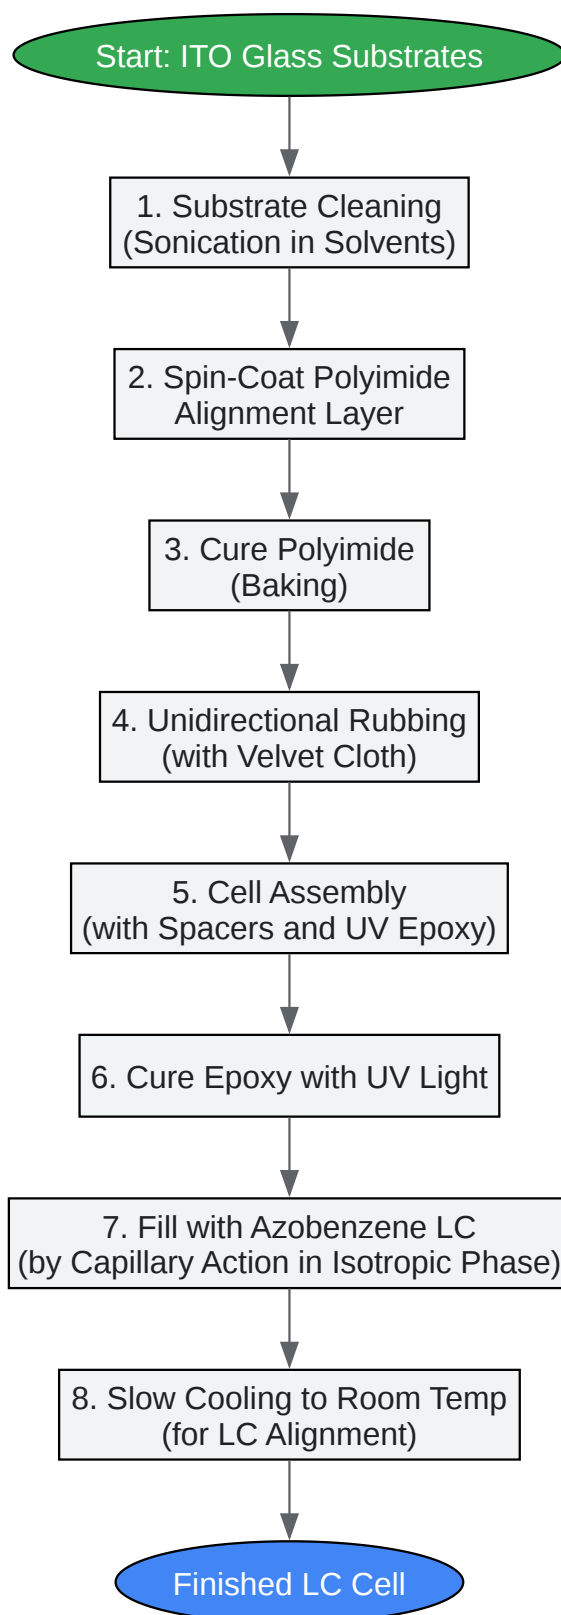 Start: ITO Glass Substrates
1. Substrate Cleaning
(Sonication in Solvents)
2. Spin-Coat Polyimide
Alignment Layer
3. Cure Polyimide
(Baking)
4. Unidirectional Rubbing
(with Velvet Cloth)
5. Cell Assembly
(with Spacers and UV Epoxy)
6. Cure Epoxy with UV Light
7. Fill with Azobenzene LC
(by Capillary Action in Isotropic Phase)
8. Slow Cooling to Room Temp
(for LC Alignment)
Finished LC Cell